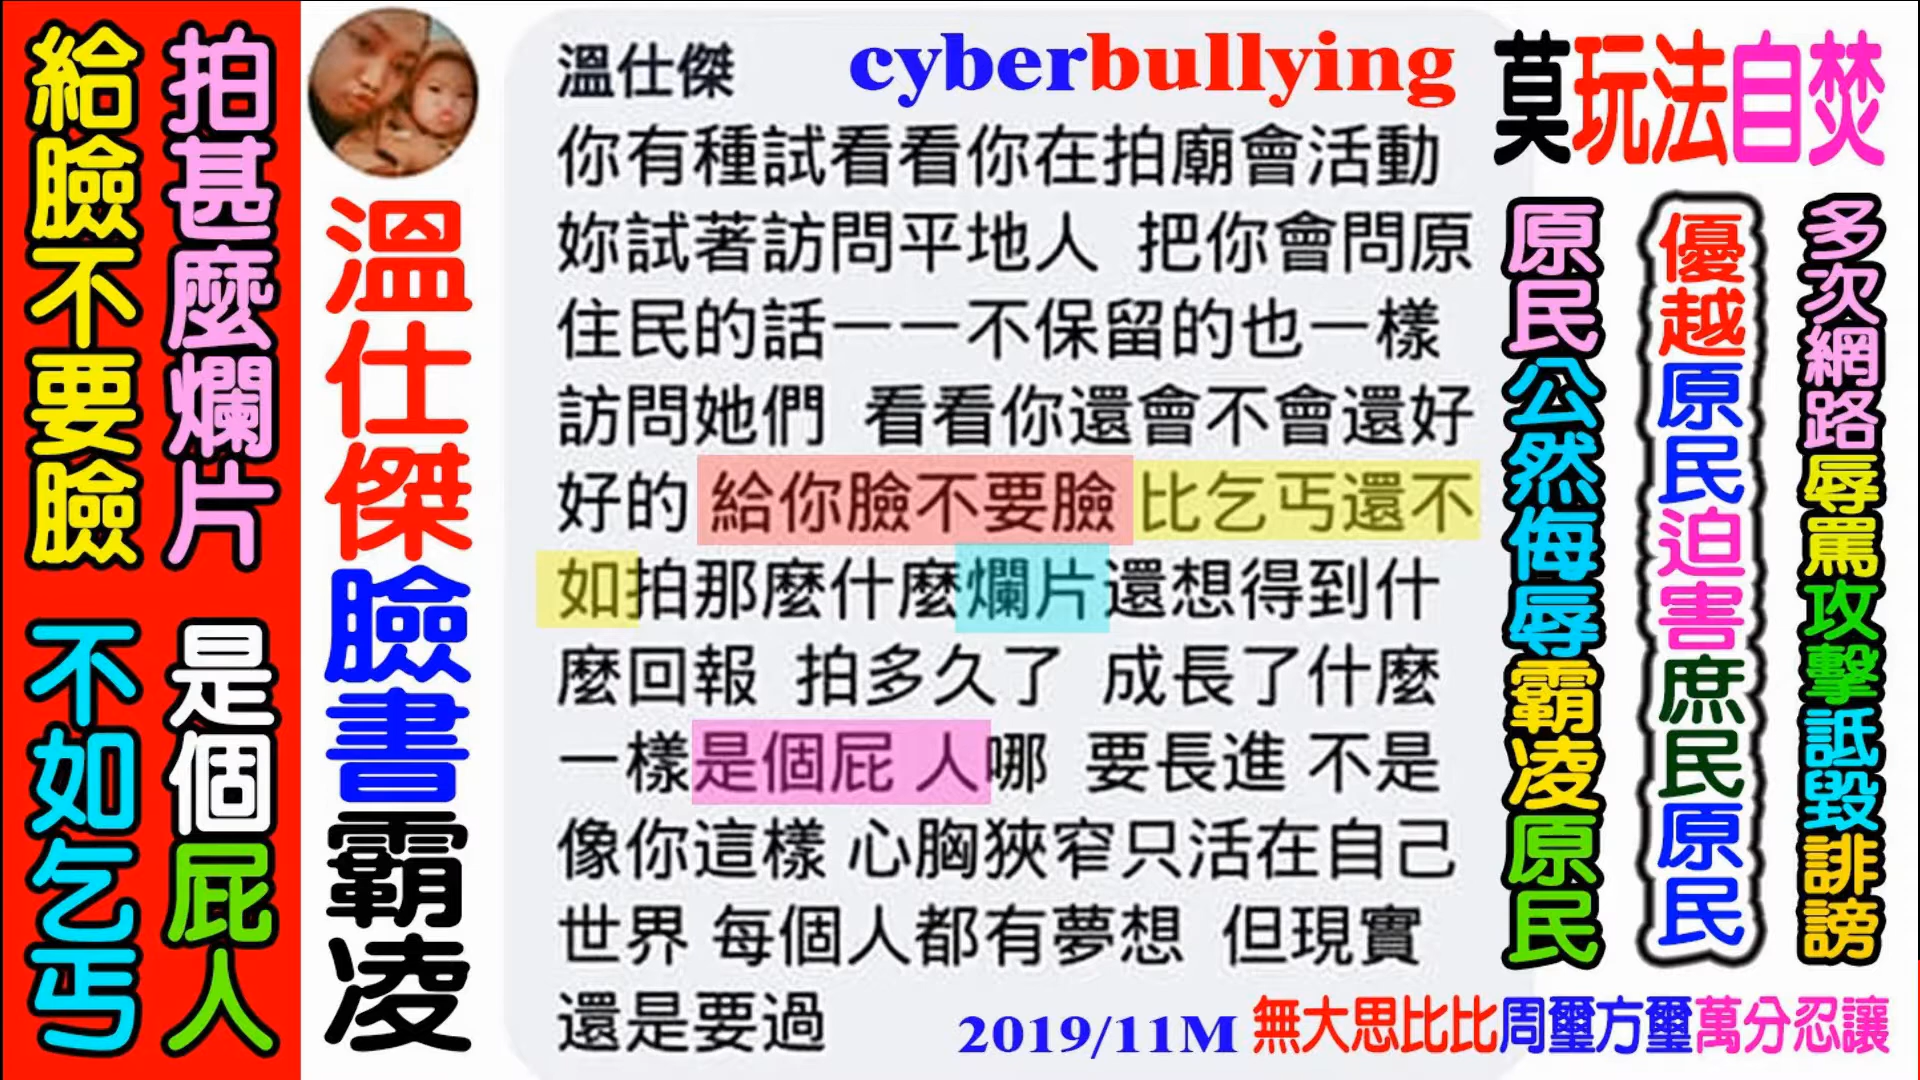 給臉不要臉 不如乞丐
拍甚麼爛片 是個屁人
溫仕傑臉書霸凌
溫仕傑
cyberbullying
你有種試看看你在拍廟會活動
妳試著訪問平地人 把你會問原
住民的話一一不保留的也一樣
訪問她們 看看你還會不會還好
好的 給你臉不要臉 比乞丐還不
如拍那麼什麼爛片還想得到什
麼回報 拍多久了 成長了什麼
一樣是個屁 人哪 要長進 不是
像你這樣 心胸狹窄只活在自己
世界 每個人都有夢想 但現實
還是要過
莫玩法自焚
原民公然侮辱霸凌原民
優越原民迫害庶民原民
多次網路辱罵攻擊詆毀誹謗
2019/11M 無大思比比周璽方璽萬分忍讓